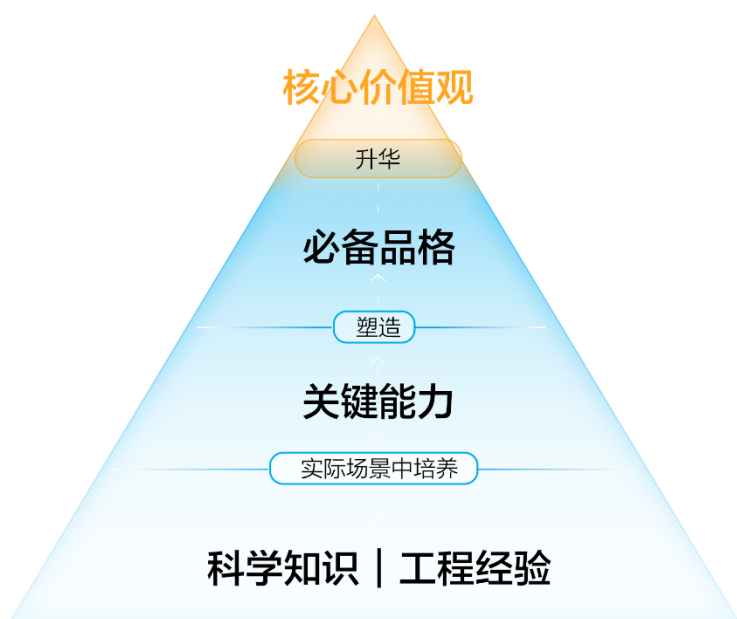 核心价值观
升华
必备品格
塑造
关键能力
实际场景中培养
科学知识｜工程经验